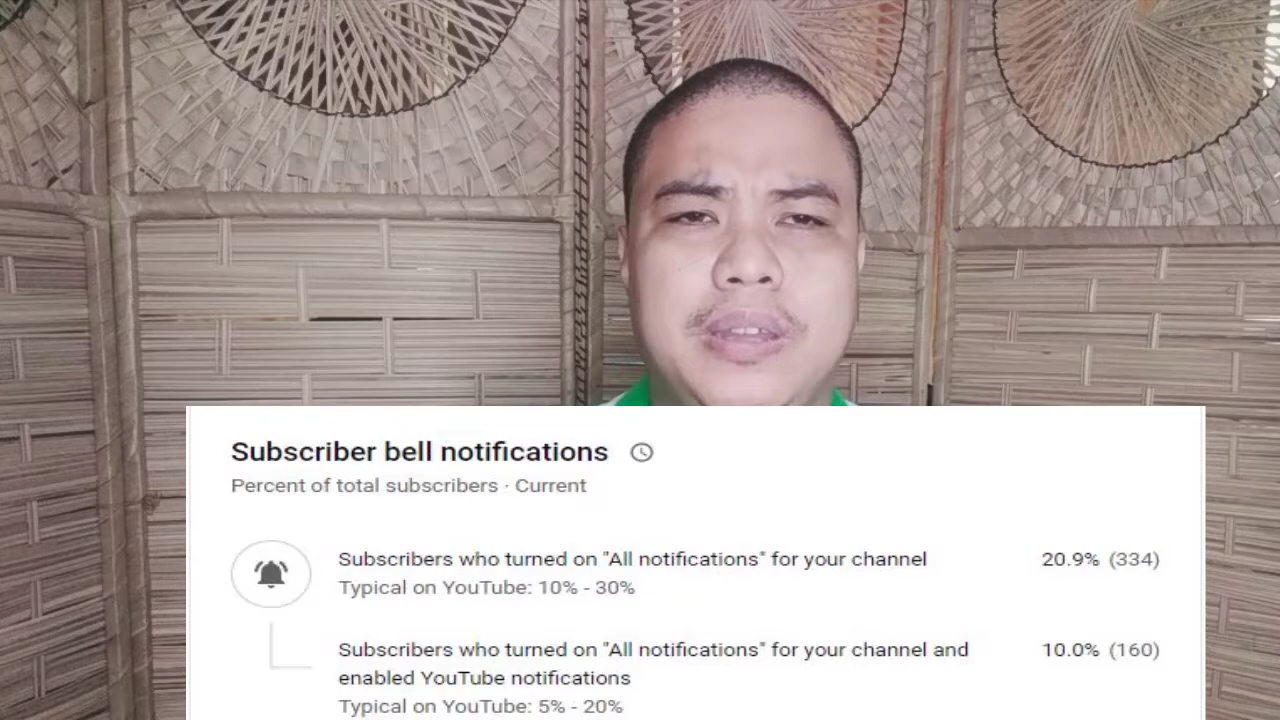 Subscriber bell notifications
Percent of total subscribers · Current
Subscribers who turned on "All notifications" for your channel
20.9% (334)
Typical on YouTube: 10% - 30%
Subscribers who turned on "All notifications" for your channel and
10.0% (160)
enabled YouTube notifications
Typical on YouTube: 5% - 20%